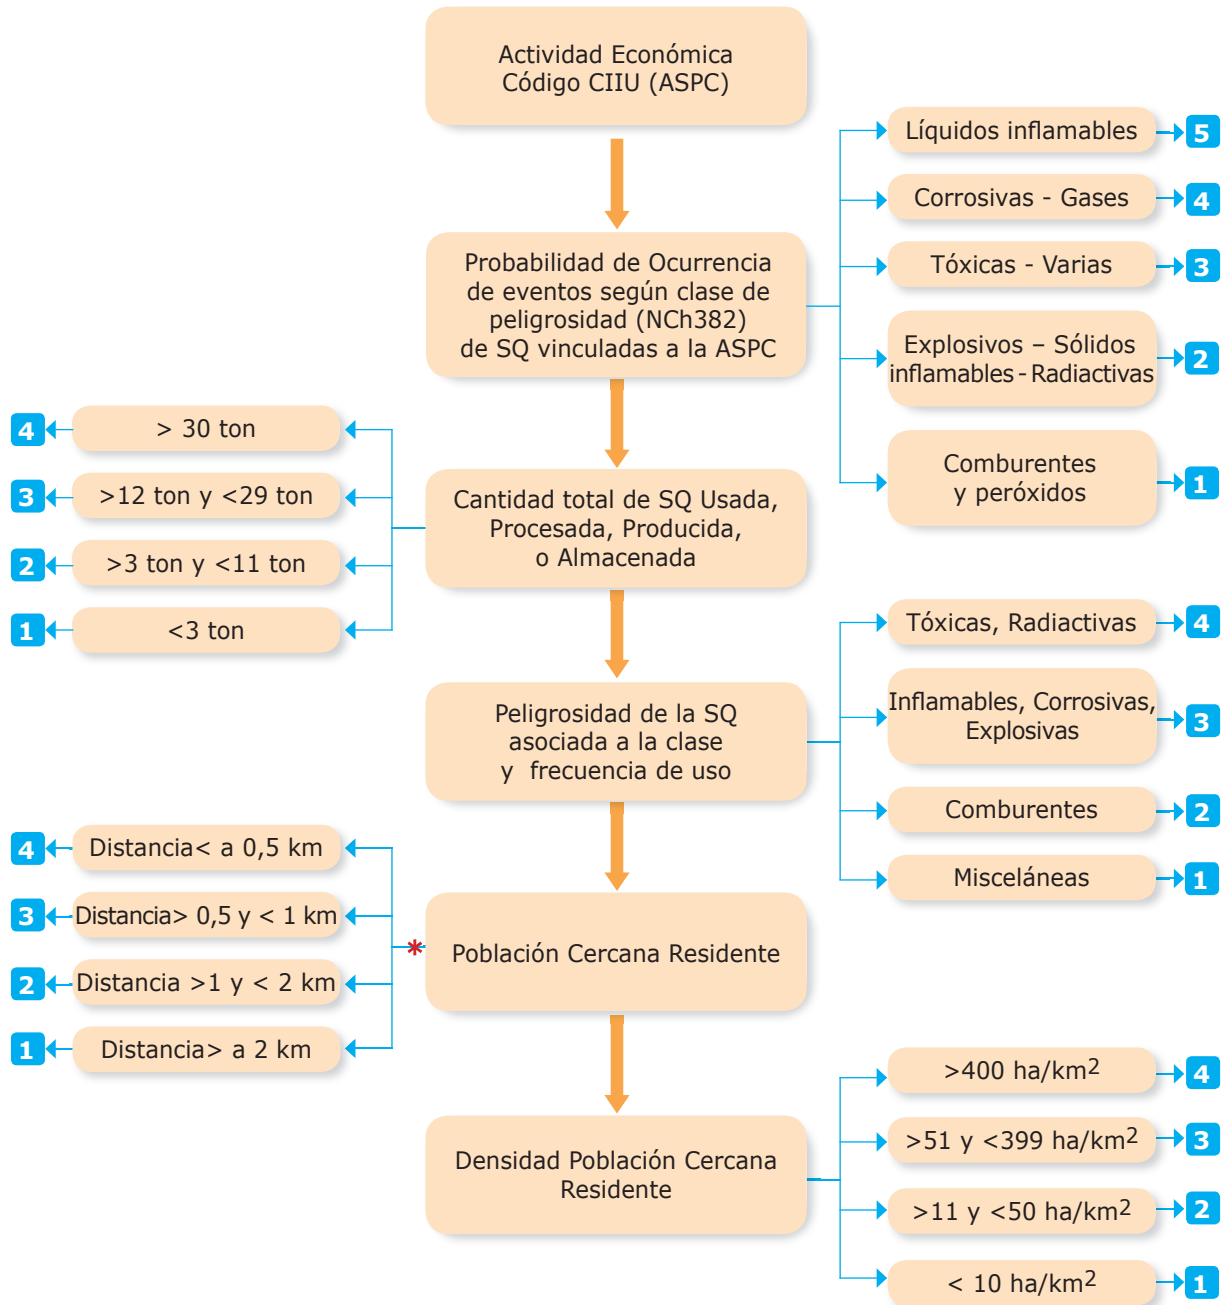 Actividad Económica
Código CIIU (ASPC)
Líquidos inflamables
5
Corrosivas - Gases
4
Probabilidad de Ocurrencia
de eventos según clase de
peligrosidad (NCh382)
de SQ vinculadas a la ASPC
Tóxicas - Varias
3
Explosivos – Sólidos
inflamables - Radiactivas
2
Comburentes
y peróxidos
1
4
> 30 ton
3
>12 ton y <29 ton
2
>3 ton y <11 ton
1
<3 ton
Cantidad total de SQ Usada,
Procesada, Producida,
o Almacenada
Tóxicas, Radiactivas
4
Peligrosidad de la SQ
asociada a la clase
y frecuencia de uso
Inflamables, Corrosivas,
Explosivas
3
Comburentes
2
Misceláneas
1
4
Distancia< a 0,5 km
3
Distancia> 0,5 y < 1 km
2
Distancia >1 y < 2 km
1
Distancia> a 2 km
*
Población Cercana Residente
>400 ha/km²
4
Densidad Población Cercana
Residente
>51 y <399 ha/km²
3
>11 y <50 ha/km²
2
< 10 ha/km²
1